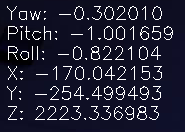 Yaw: -0.302010
Pitch: -1.001659
Roll: -0.822104
X: -170.042153
Y: -254.499493
Z: 2223.336983